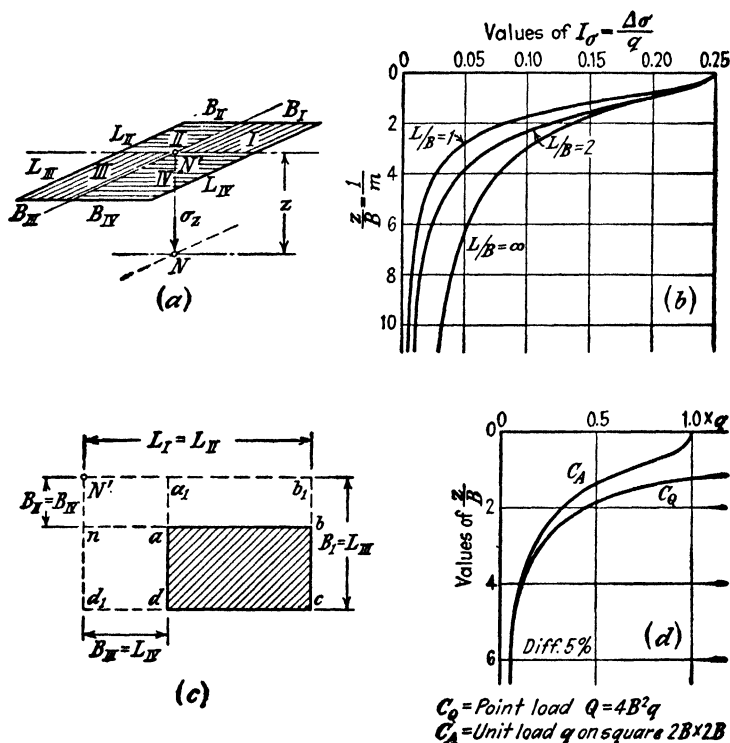 B_II B_I
L_II II I
L_III III N' IV L_IV
B_III B_IV σ_z z
N
(a)
Values of I_σ = Δσ/q
0 0.05 0.10 0.15 0.20 0.25
0
2
4
6
8
10
z/B = 1/m
L/B=1
L/B=2
L/B=∞
(b)
L_I = L_II
N' a_1 b_1
B_II=B_IV
n a b
B_I=L_III
d_1 d c
B_III=L_IV
(c)
0 0.5 1.0×q
0
2
4
6
Values of z/B
C_A
C_Q
Diff. 5%
(d)
C_Q=Point load Q=4B²q
C_A=Unit load q on square 2B×2B